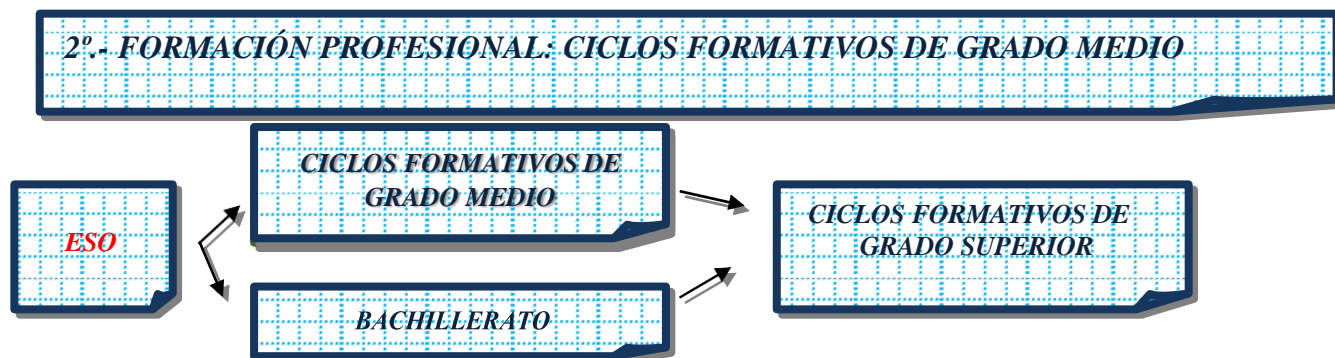 2º.- FORMACIÓN PROFESIONAL: CICLOS FORMATIVOS DE GRADO MEDIO
CICLOS FORMATIVOS DE
GRADO MEDIO
ESO
CICLOS FORMATIVOS DE
GRADO SUPERIOR
BACHILLERATO